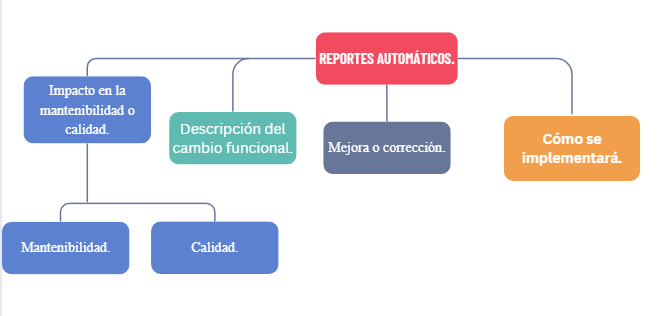 REPORTES AUTOMÁTICOS.
Impacto en la
mantenibilidad o
calidad.
Descripción del
cambio funcional.
Mejora o corrección.
Cómo se
implementará.
Mantenibilidad.
Calidad.